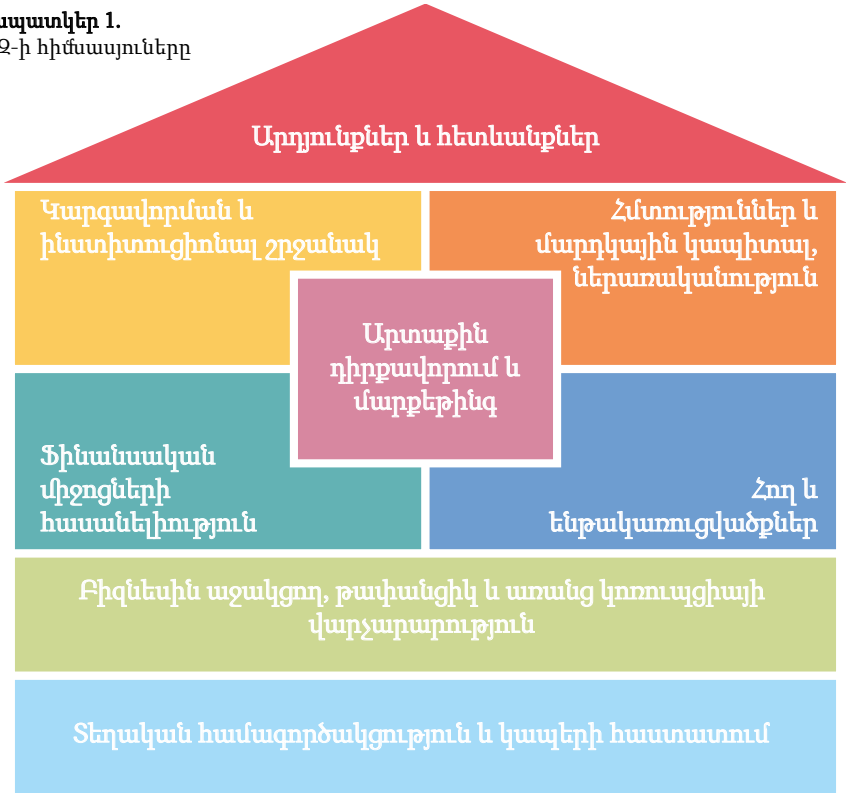 պատկեր 1.
Զ-ի հիմնասյուները
Արդյունքներ և հետևանքներ
Կարգավորման և
ինստիտուցիոնալ շրջանակ
Հմտություններ և
մարդկային կապիտալ,
ներառականություն
Արտաքին
դիրքավորում և
մարքեթինգ
Ֆինանսական
միջոցների
հասանելիություն
Հող և
ենթակառուցվածքներ
Բիզնեսին աջակցող, թափանցիկ և առանց կոռուպցիայի
վարչարարություն
Տեղական համագործակցություն և կապերի հաստատում